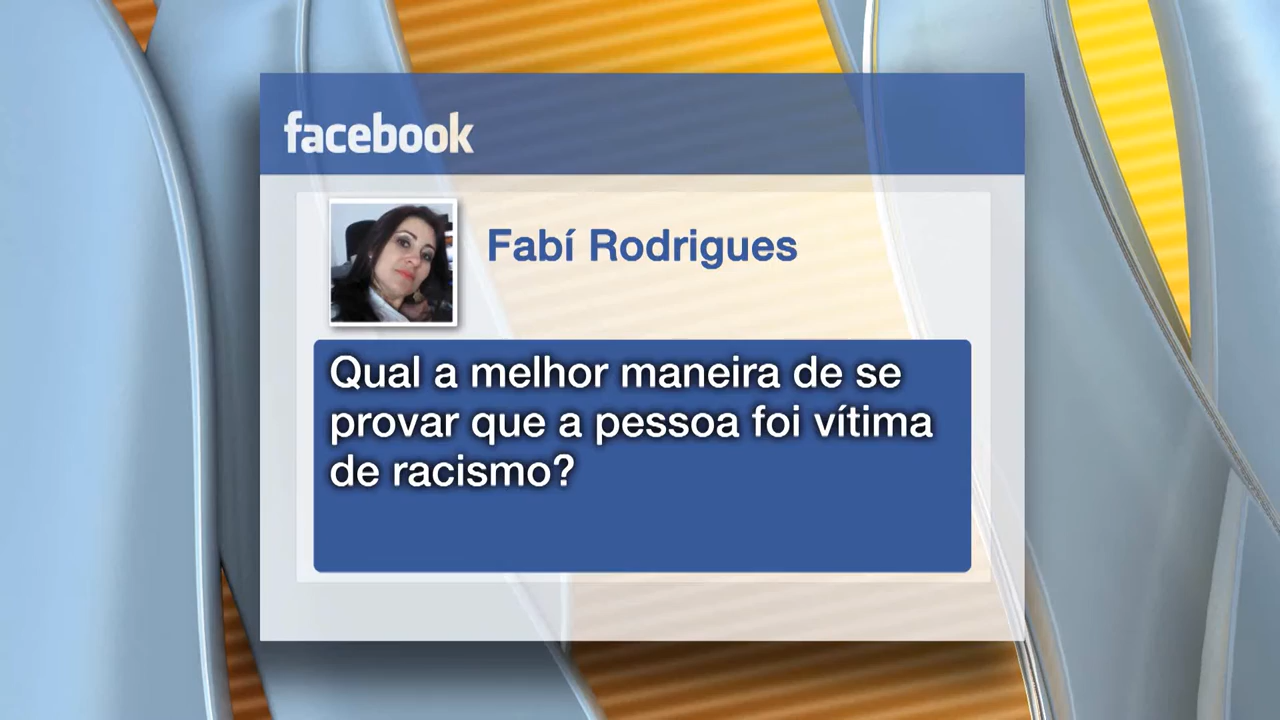 facebook
Fabí Rodrigues
Qual a melhor maneira de se
provar que a pessoa foi vítima
de racismo?